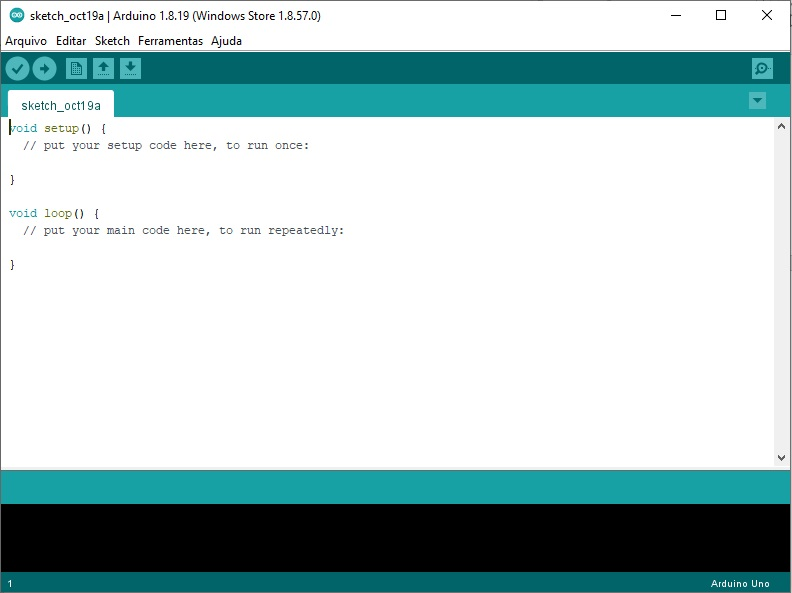 sketch_oct19a | Arduino 1.8.19 (Windows Store 1.8.57.0)
Arquivo Editar Sketch Ferramentas Ajuda
sketch_oct19a
void setup() {
  // put your setup code here, to run once:
}
void loop() {
  // put your main code here, to run repeatedly:
}
1 Arduino Uno